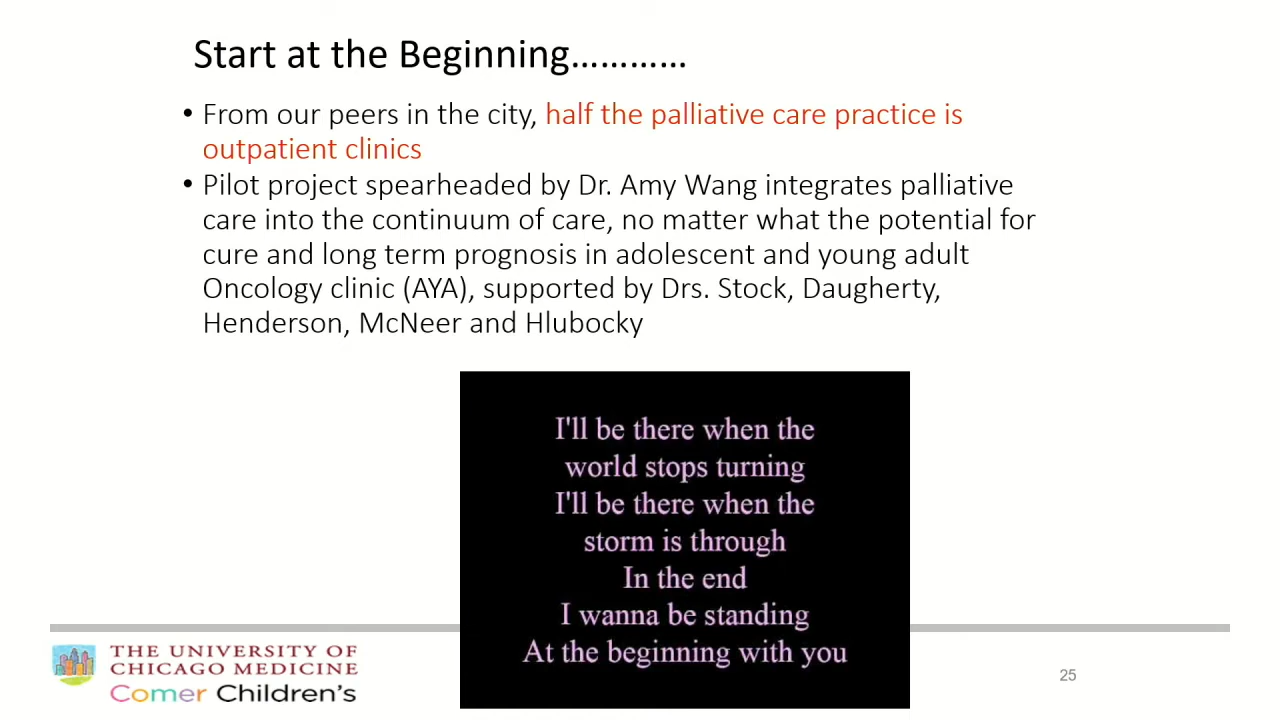 Start at the Beginning…………
• From our peers in the city, half the palliative care practice is
outpatient clinics
• Pilot project spearheaded by Dr. Amy Wang integrates palliative
care into the continuum of care, no matter what the potential for
cure and long term prognosis in adolescent and young adult
Oncology clinic (AYA), supported by Drs. Stock, Daugherty,
Henderson, McNeer and Hlubocky
I'll be there when the
world stops turning
I'll be there when the
storm is through
In the end
I wanna be standing
At the beginning with you
THE UNIVERSITY OF
CHICAGO MEDICINE
Comer Children's
25